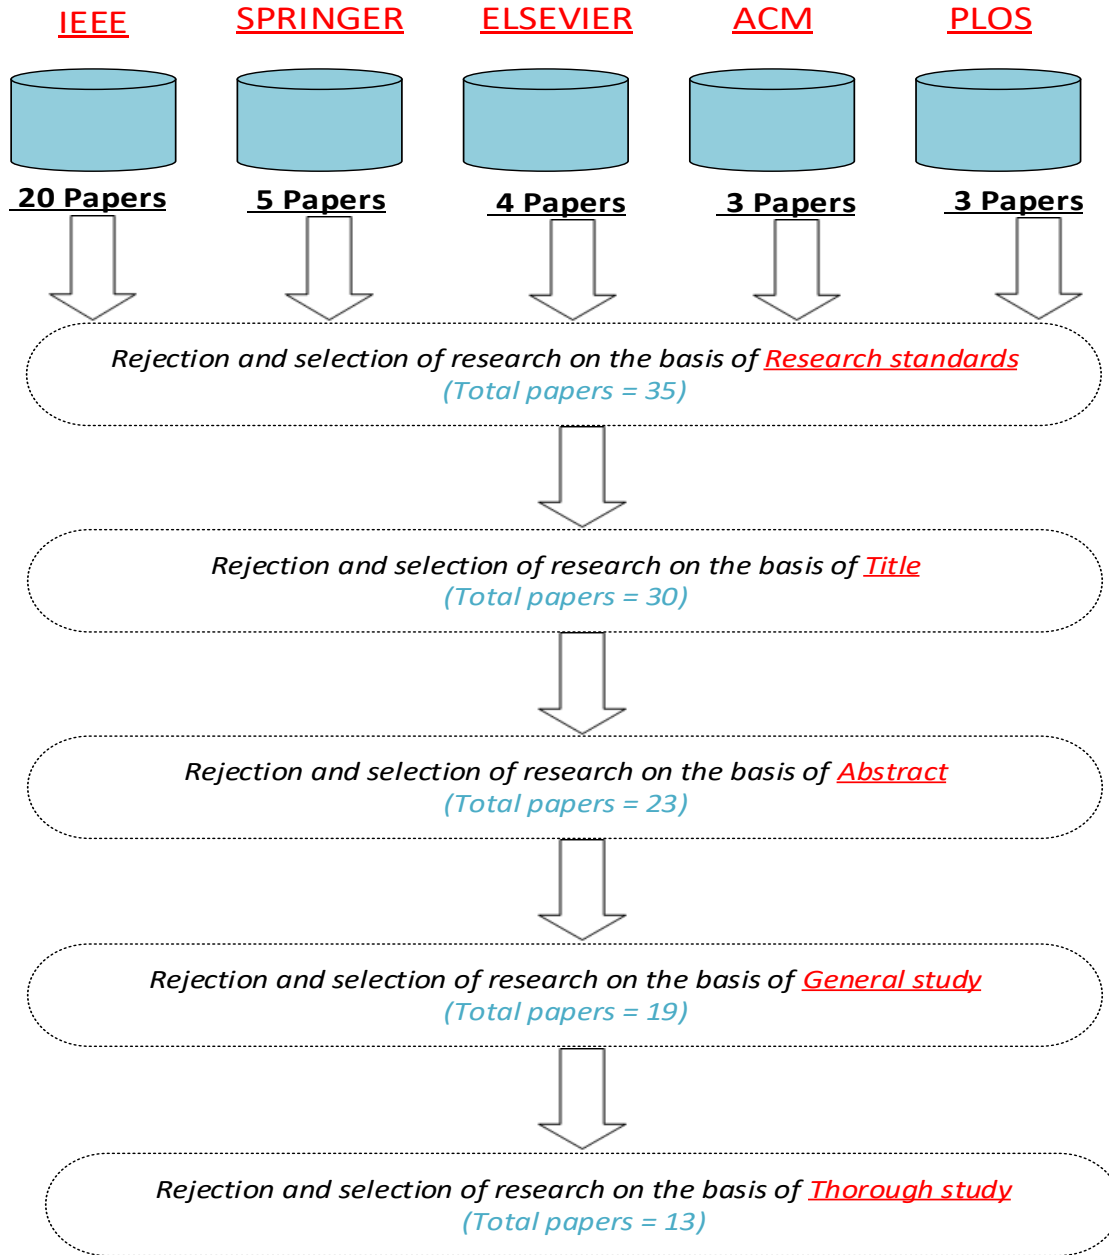 IEEE SPRINGER ELSEVIER ACM PLOS
20 Papers 5 Papers 4 Papers 3 Papers 3 Papers
Rejection and selection of research on the basis of Research standards
(Total papers = 35)
Rejection and selection of research on the basis of Title
(Total papers = 30)
Rejection and selection of research on the basis of Abstract
(Total papers = 23)
Rejection and selection of research on the basis of General study
(Total papers = 19)
Rejection and selection of research on the basis of Thorough study
(Total papers = 13)